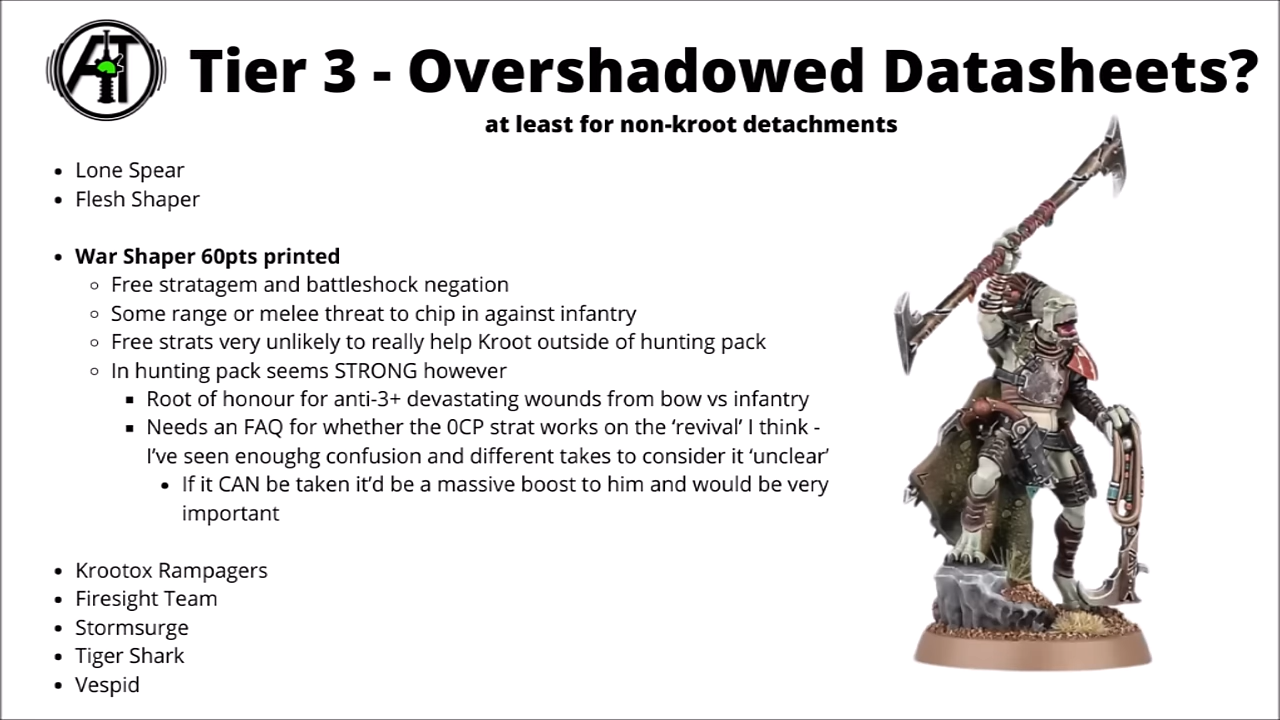 AT
Tier 3 - Overshadowed Datasheets?
at least for non-kroot detachments
• Lone Spear
• Flesh Shaper
• War Shaper 60pts printed
○ Free stratagem and battleshock negation
○ Some range or melee threat to chip in against infantry
○ Free strats very unlikely to really help Kroot outside of hunting pack
○ In hunting pack seems STRONG however
▪ Root of honour for anti-3+ devastating wounds from bow vs infantry
▪ Needs an FAQ for whether the 0CP strat works on the ‘revival’ I think -
I’ve seen enoughg confusion and different takes to consider it ‘unclear’
• If it CAN be taken it’d be a massive boost to him and would be very
important
• Krootox Rampagers
• Firesight Team
• Stormsurge
• Tiger Shark
• Vespid